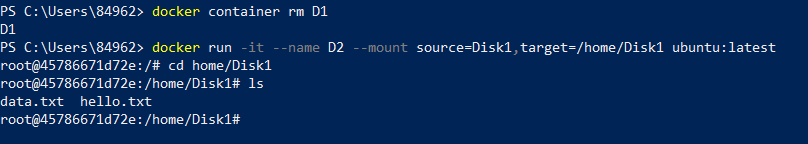 PS C:\Users\84962> docker container rm D1
D1
PS C:\Users\84962> docker run -it --name D2 --mount source=Disk1,target=/home/Disk1 ubuntu:latest
root@45786671d72e:/# cd home/Disk1
root@45786671d72e:/home/Disk1# ls
data.txt  hello.txt
root@45786671d72e:/home/Disk1#